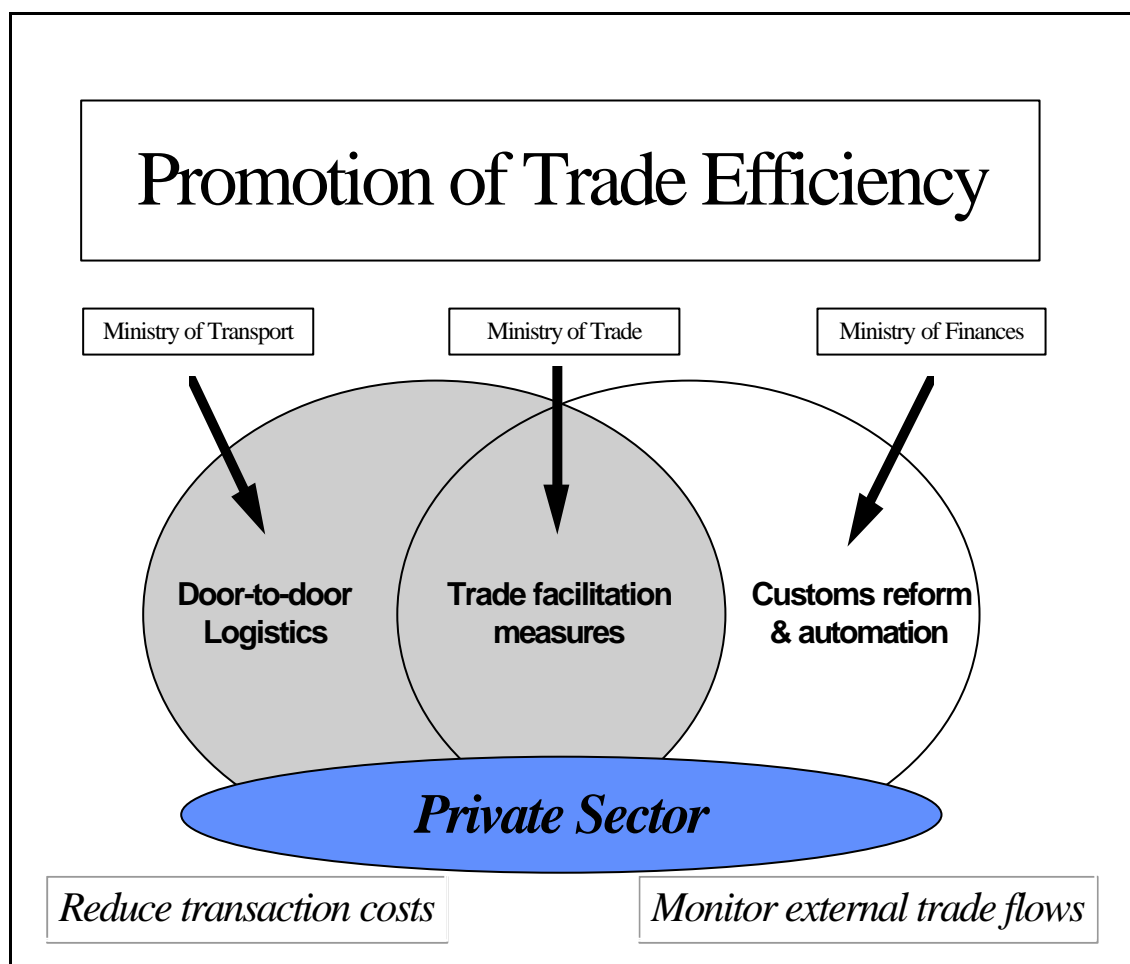 Promotion of Trade Efficiency
Ministry of Transport
Ministry of Trade
Ministry of Finances
Door-to-door
Logistics
Trade facilitation
measures
Customs reform
& automation
Private Sector
Reduce transaction costs
Monitor external trade flows